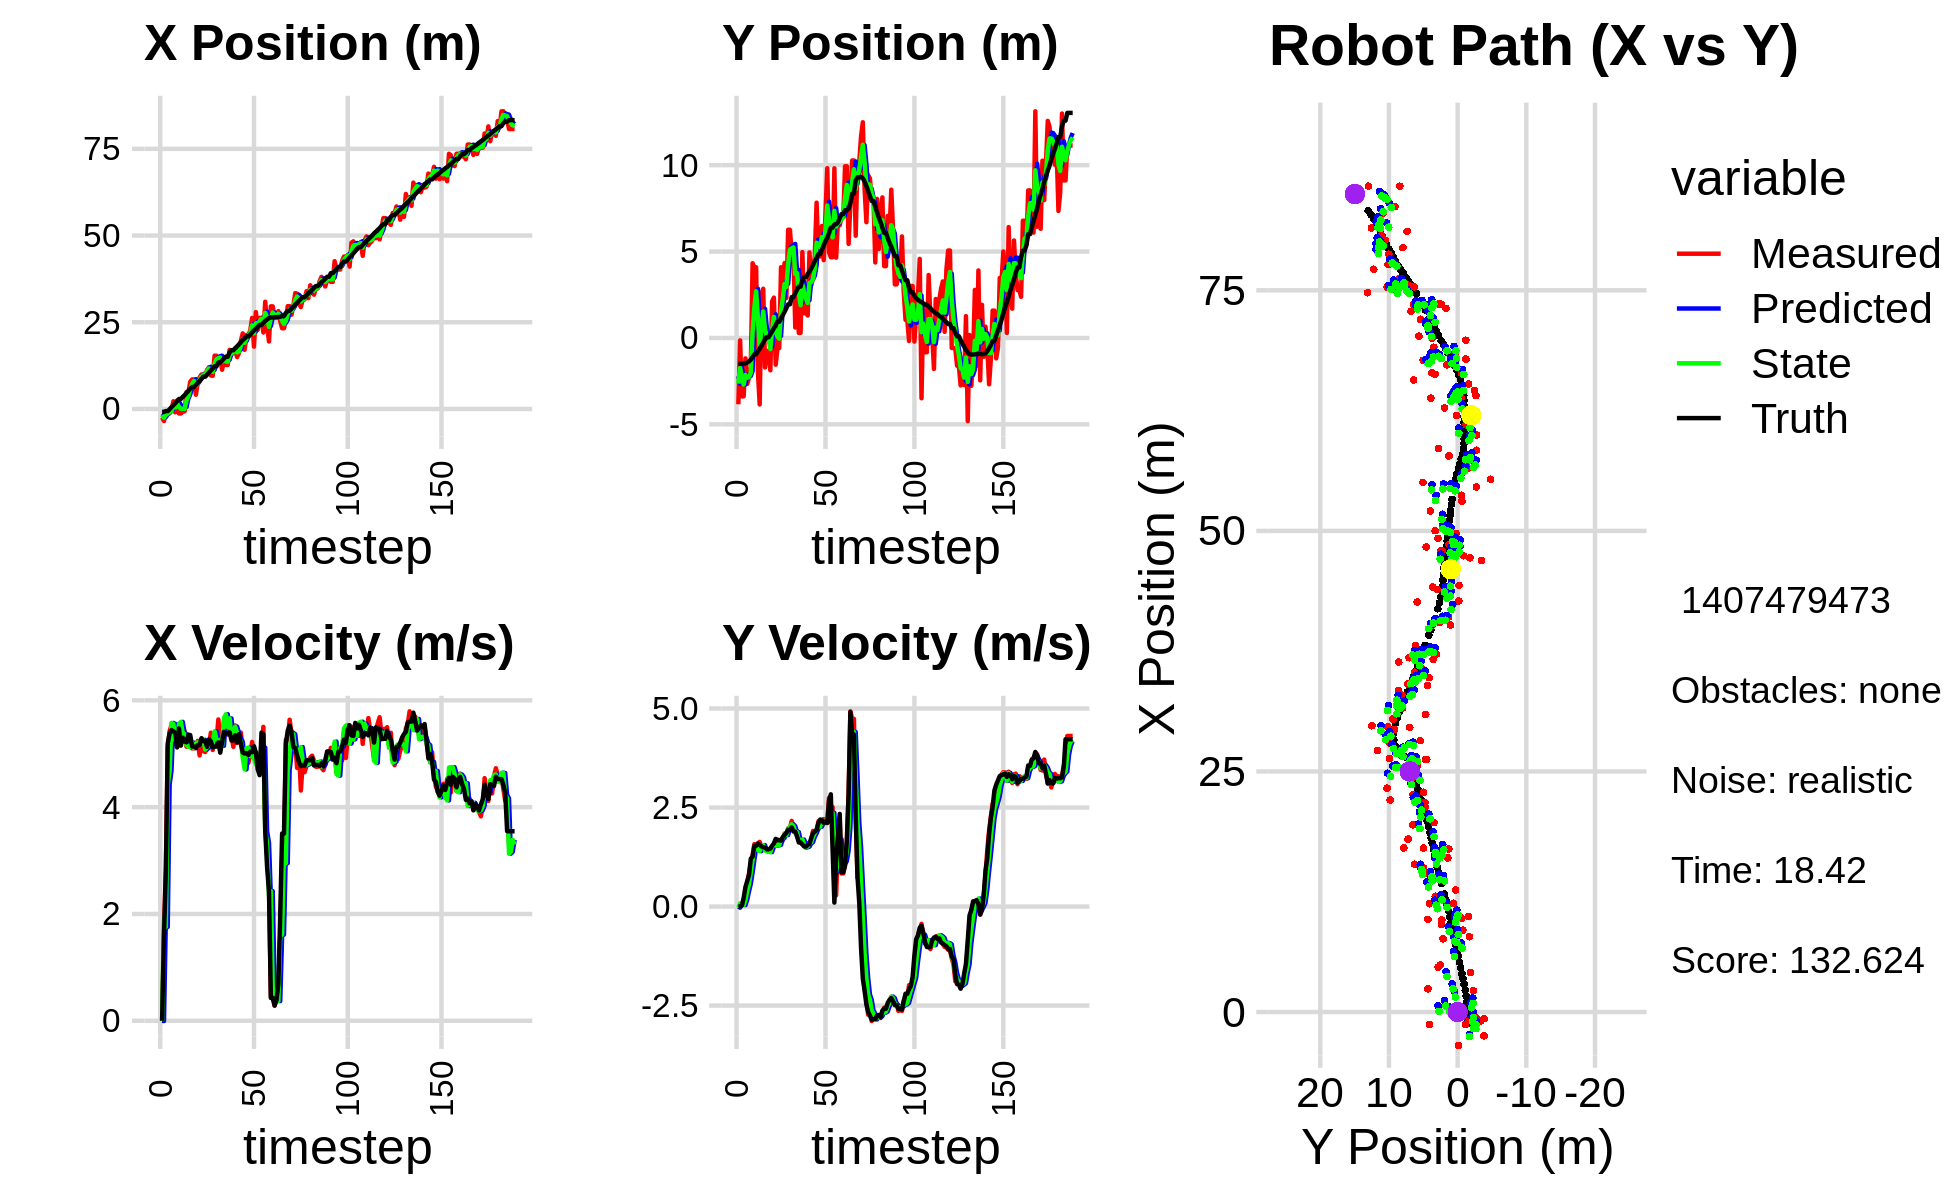 X Position (m)
75
50
25
0
0
50
100
150
timestep
Y Position (m)
10
5
0
-5
0
50
100
150
timestep
X Velocity (m/s)
6
4
2
0
0
50
100
150
timestep
Y Velocity (m/s)
5.0
2.5
0.0
-2.5
0
50
100
150
timestep
Robot Path (X vs Y)
X Position (m)
75
50
25
0
20
10
0
-10
-20
Y Position (m)
variable
Measured
Predicted
State
Truth
1407479473
Obstacles: none
Noise: realistic
Time: 18.42
Score: 132.624